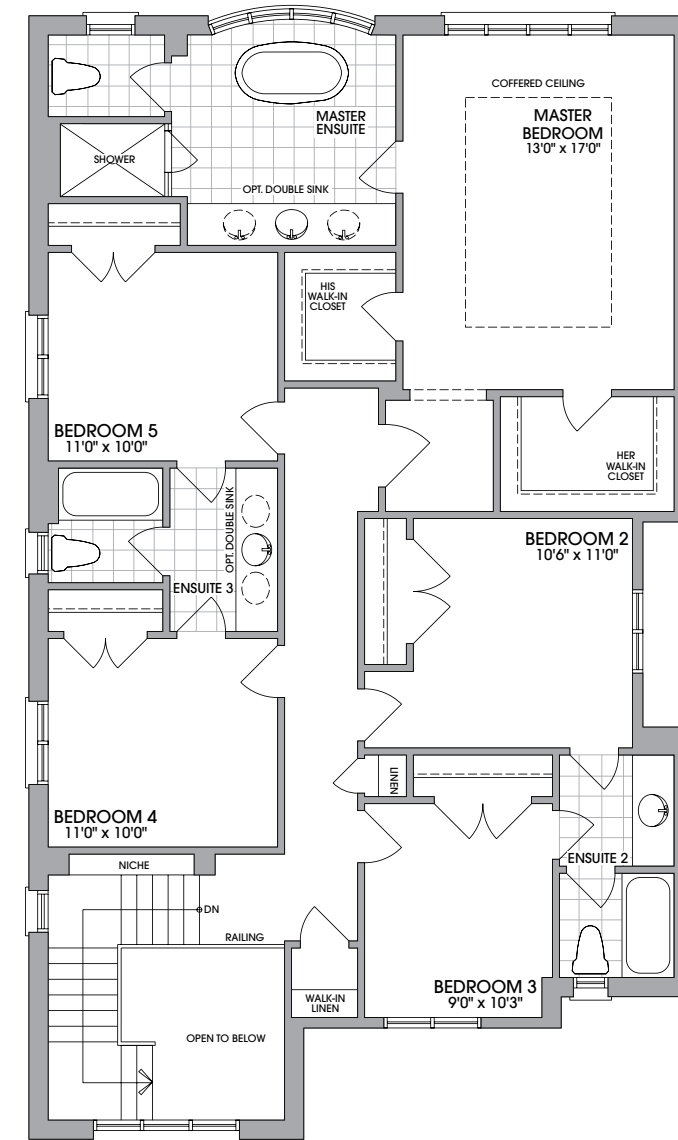 COFFERED CEILING
MASTER
BEDROOM
13'0" x 17'0"
MASTER
ENSUITE
SHOWER
OPT. DOUBLE SINK
HIS
WALK-IN
CLOSET
BEDROOM 5
11'0" x 10'0"
HER
WALK-IN
CLOSET
OPT. DOUBLE SINK
ENSUITE 3
BEDROOM 2
10'6" x 11'0"
LINEN
BEDROOM 4
11'0" x 10'0"
ENSUITE 2
NICHE
DN
RAILING
BEDROOM 3
9'0" x 10'3"
WALK-IN
LINEN
OPEN TO BELOW